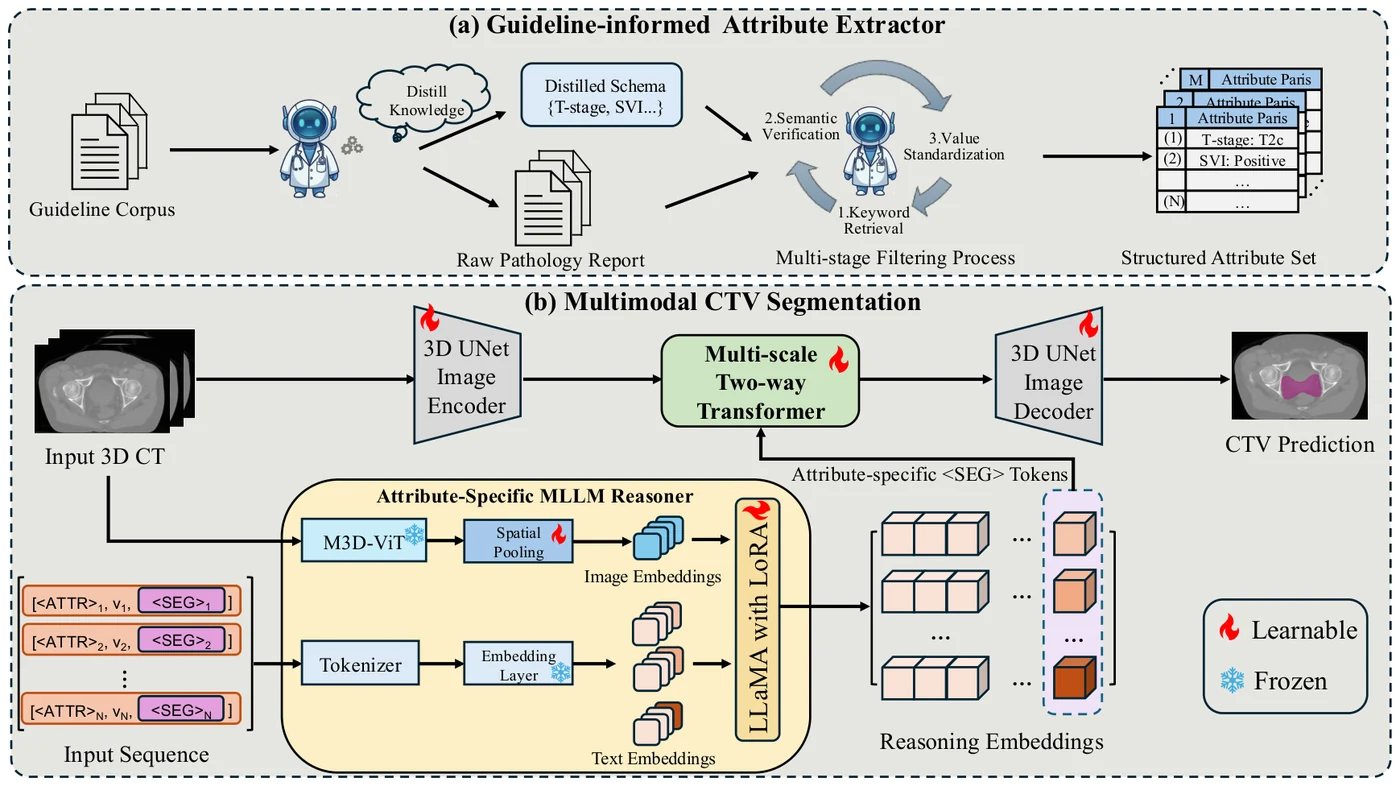 (a) Guideline-informed Attribute Extractor
Guideline Corpus
Distill
Knowledge
Distilled Schema
{T-stage, SVI...}
Raw Pathology Report
2.Semantic
Verification
3.Value
Standardization
1.Keyword
Retrieval
Multi-stage Filtering Process
M Attribute Paris
2 Attribute Paris
1 Attribute Paris
(1) T-stage: T2c
(2) SVI: Positive
...
(N) ...
Structured Attribute Set
(b) Multimodal CTV Segmentation
Input 3D CT
3D UNet
Image
Encoder
Multi-scale
Two-way
Transformer
3D UNet
Image
Decoder
CTV Prediction
Attribute-specific <SEG> Tokens
Attribute-Specific MLLM Reasoner
M3D-ViT
Spatial
Pooling
Image Embeddings
LLaMA with LoRA
[<ATTR>1, v1, <SEG>1 ]
[<ATTR>2, v2, <SEG>2 ]
⋮
[<ATTR>N, vN, <SEG>N ]
Input Sequence
Tokenizer
Embedding
Layer
Text Embeddings
...
...
...
...
...
Reasoning Embeddings
Learnable
Frozen